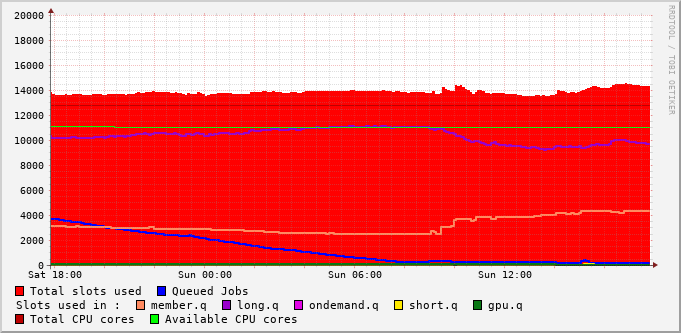 20000
18000
16000
14000
12000
10000
8000
6000
4000
2000
0
Sat 18:00 Sun 00:00 Sun 06:00 Sun 12:00
Total slots used Queued Jobs
Slots used in : member.q long.q ondemand.q short.q gpu.q
Total CPU cores Available CPU cores
RRDTOOL / TOBI OETIKER